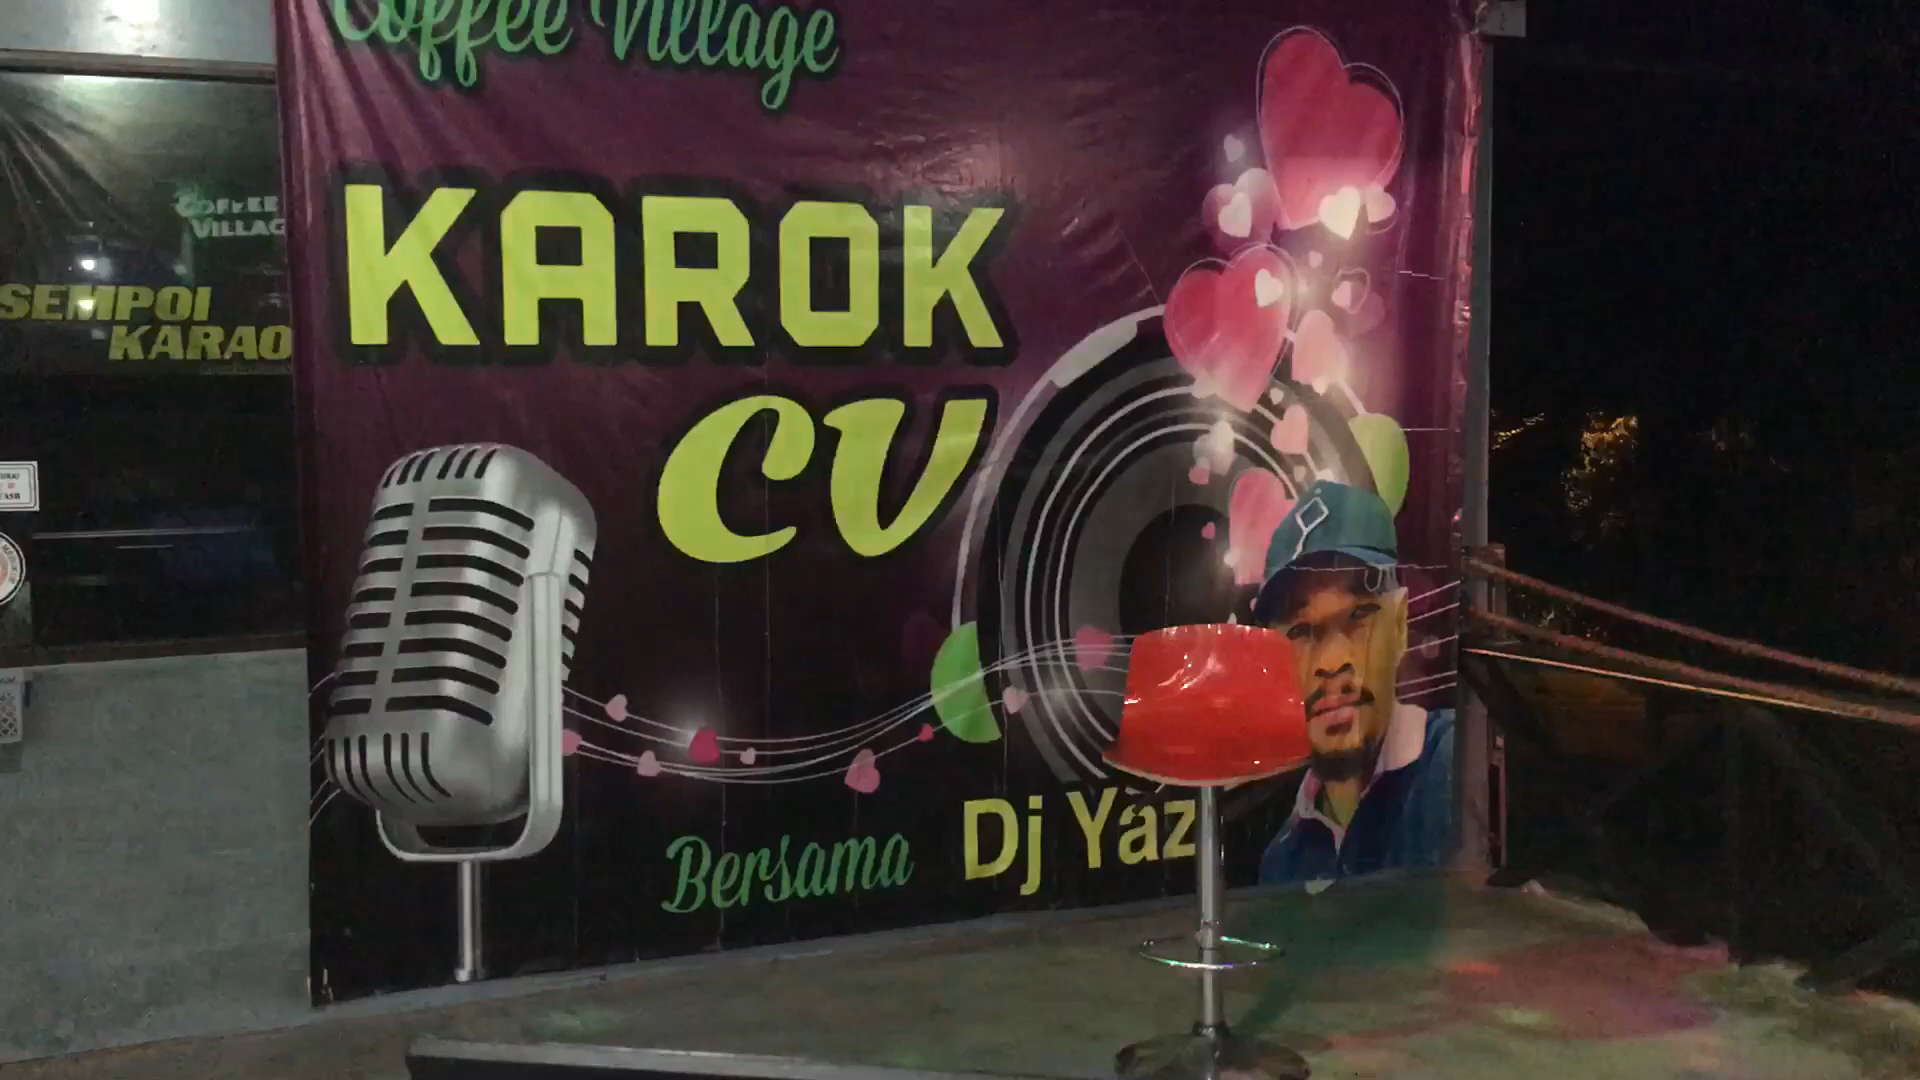 Coffee Village
KAROK
CV
Bersama Dj Yaz
COFFEE
VILLAG
SEMPOI
KARAO